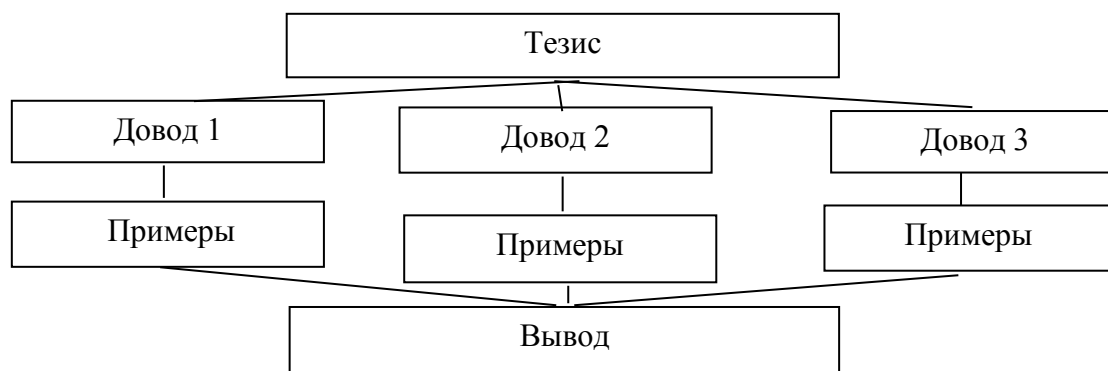 Тезис
Довод 1
Довод 2
Довод 3
Примеры
Примеры
Примеры
Вывод